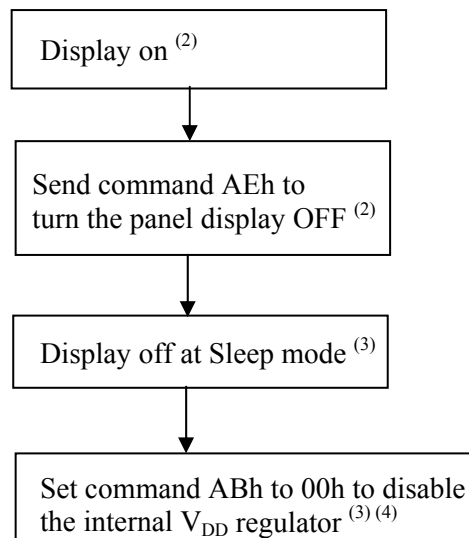 Display on (2)
Send command AEh to
turn the panel display OFF (2)
Display off at Sleep mode (3)
Set command ABh to 00h to disable
the internal VDD regulator (3) (4)